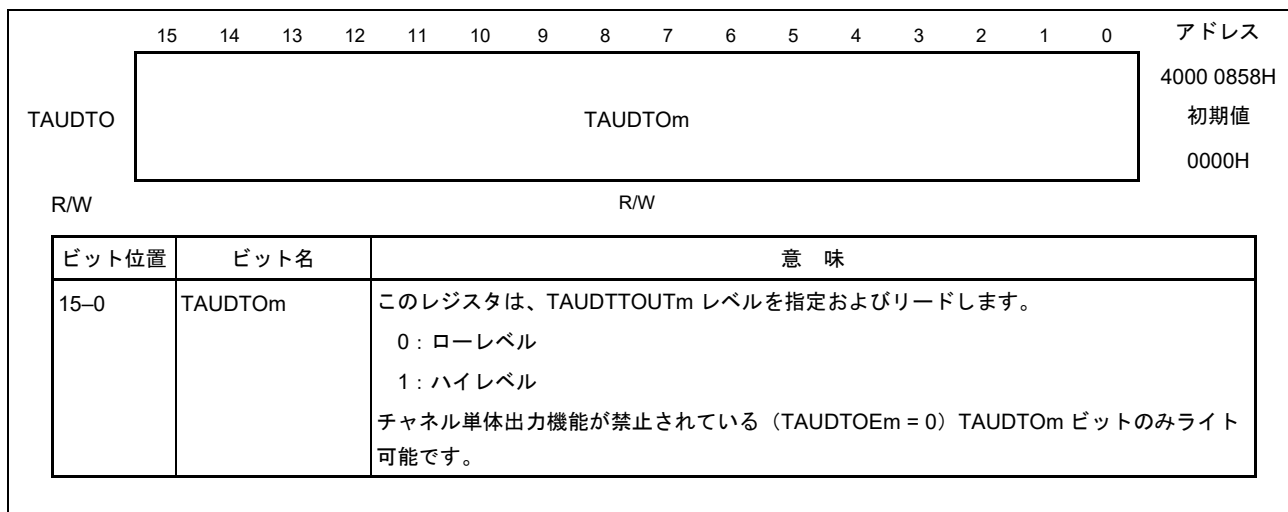 15 14 13 12 11 10 9 8 7 6 5 4 3 2 1 0 アドレス
4000 0858H
TAUDTO TAUDTOm 初期値
0000H
R/W R/W
ビット位置 ビット名 意 味
15–0 TAUDTOm このレジスタは、TAUDTTOUTm レベルを指定およびリードします。
0：ローレベル
1：ハイレベル
チャネル単体出力機能が禁止されている（TAUDTOEm = 0）TAUDTOm ビットのみライト
可能です。